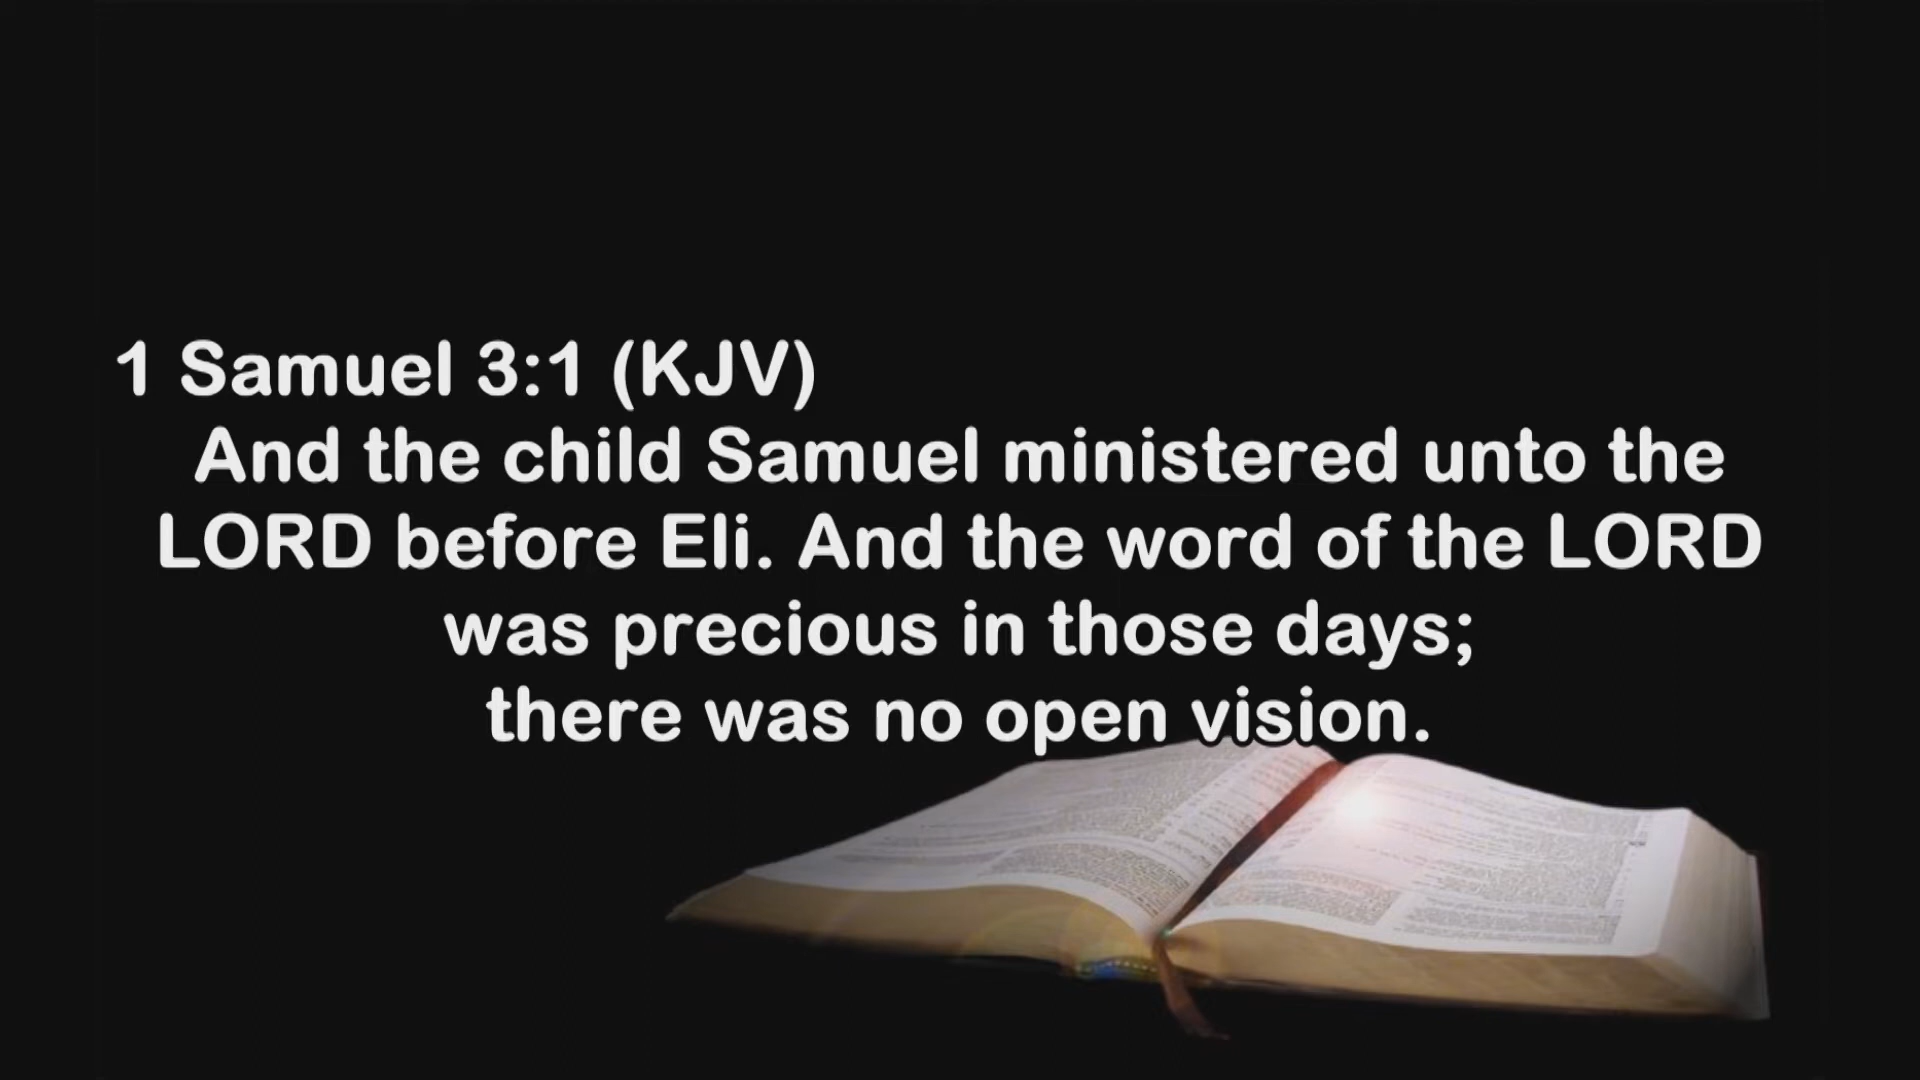 1 Samuel 3:1 (KJV)
And the child Samuel ministered unto the
LORD before Eli. And the word of the LORD
was precious in those days;
there was no open vision.